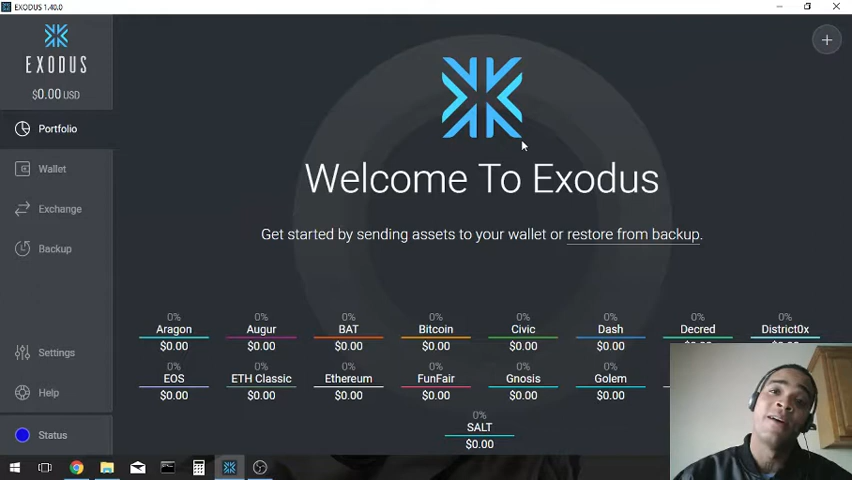 EXODUS 1.40.0
EXODUS
$0.00 USD
Portfolio
Wallet
Exchange
Backup
Settings
Help
Status
Welcome To Exodus
Get started by sending assets to your wallet or restore from backup.
0% 0% 0% 0% 0% 0% 0% 0%
Aragon Augur BAT Bitcoin Civic Dash Decred District0x
$0.00 $0.00 $0.00 $0.00 $0.00 $0.00 $0.00 $0.00
0% 0% 0% 0% 0% 0%
EOS ETH Classic Ethereum FunFair Gnosis Golem
$0.00 $0.00 $0.00 $0.00 $0.00 $0.00
0%
SALT
$0.00